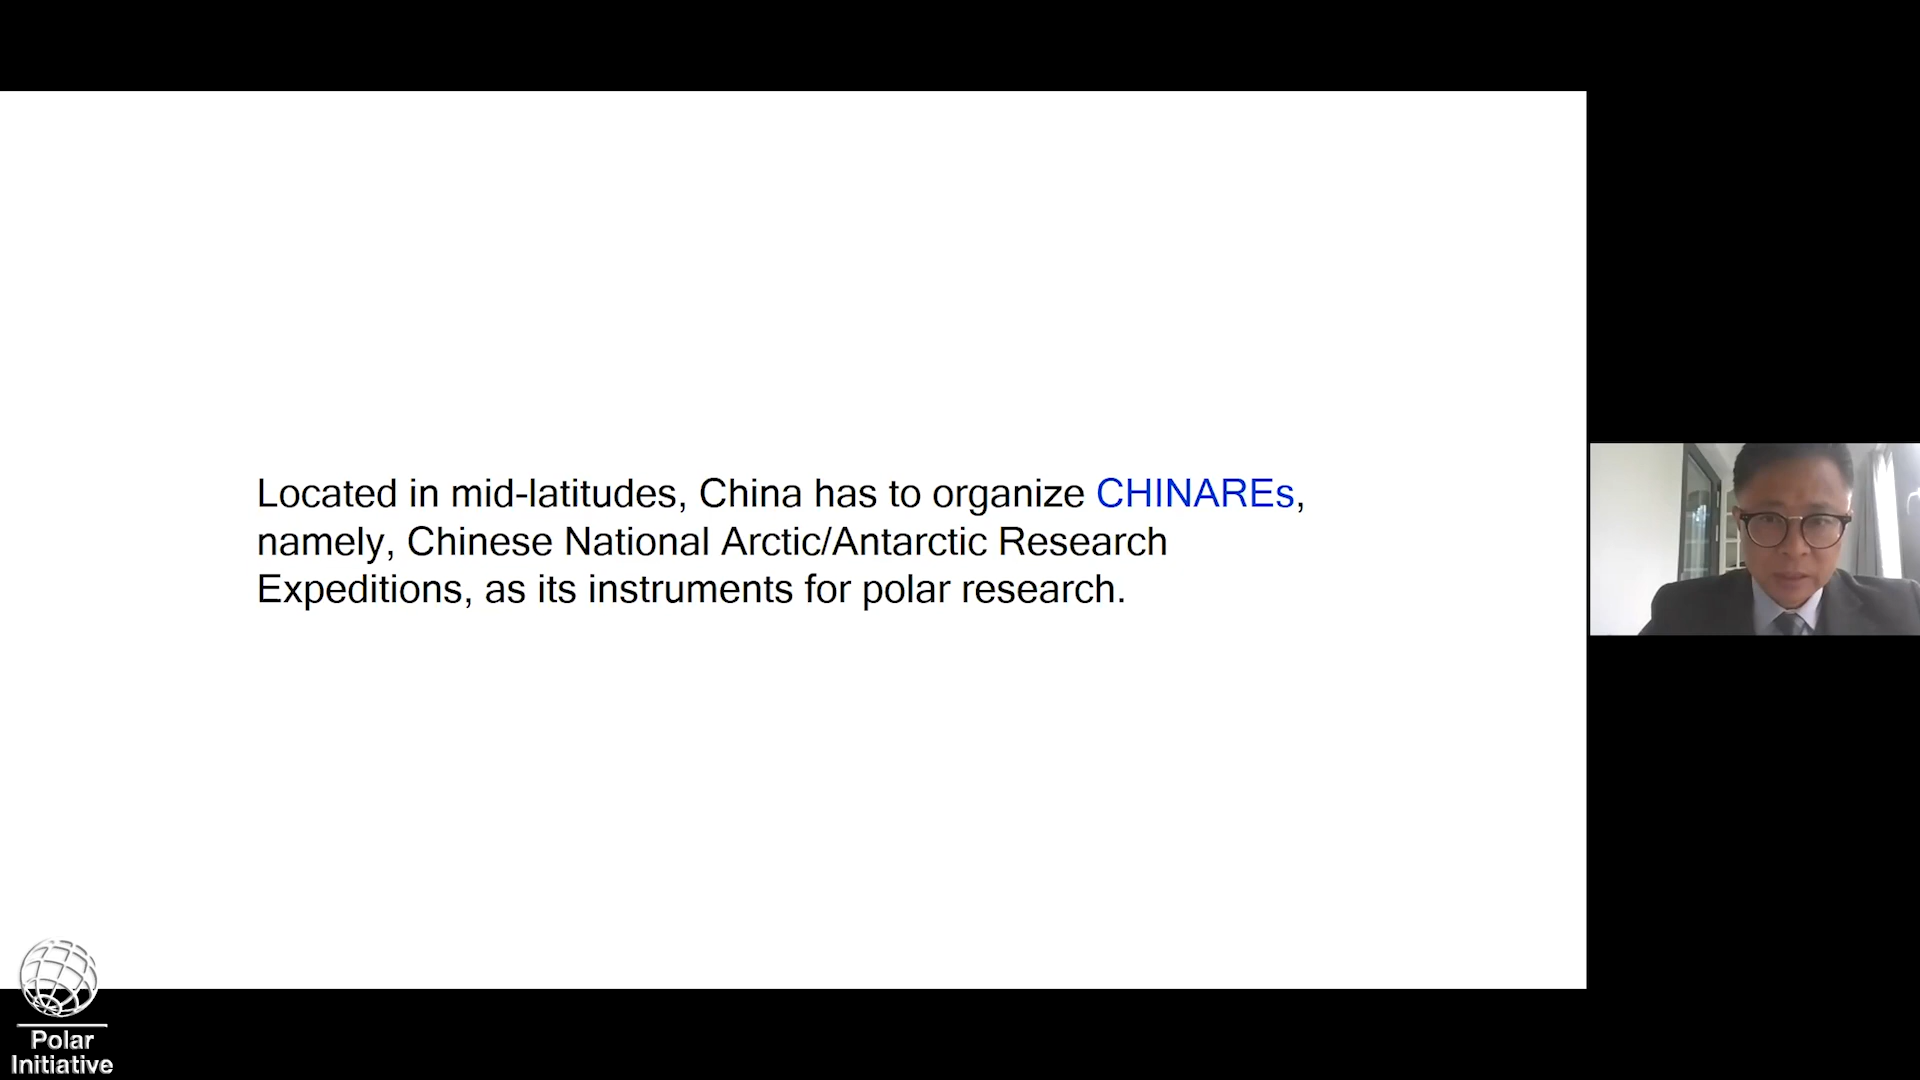 Located in mid-latitudes, China has to organize CHINAREs,
namely, Chinese National Arctic/Antarctic Research
Expeditions, as its instruments for polar research.
Polar
Initiative